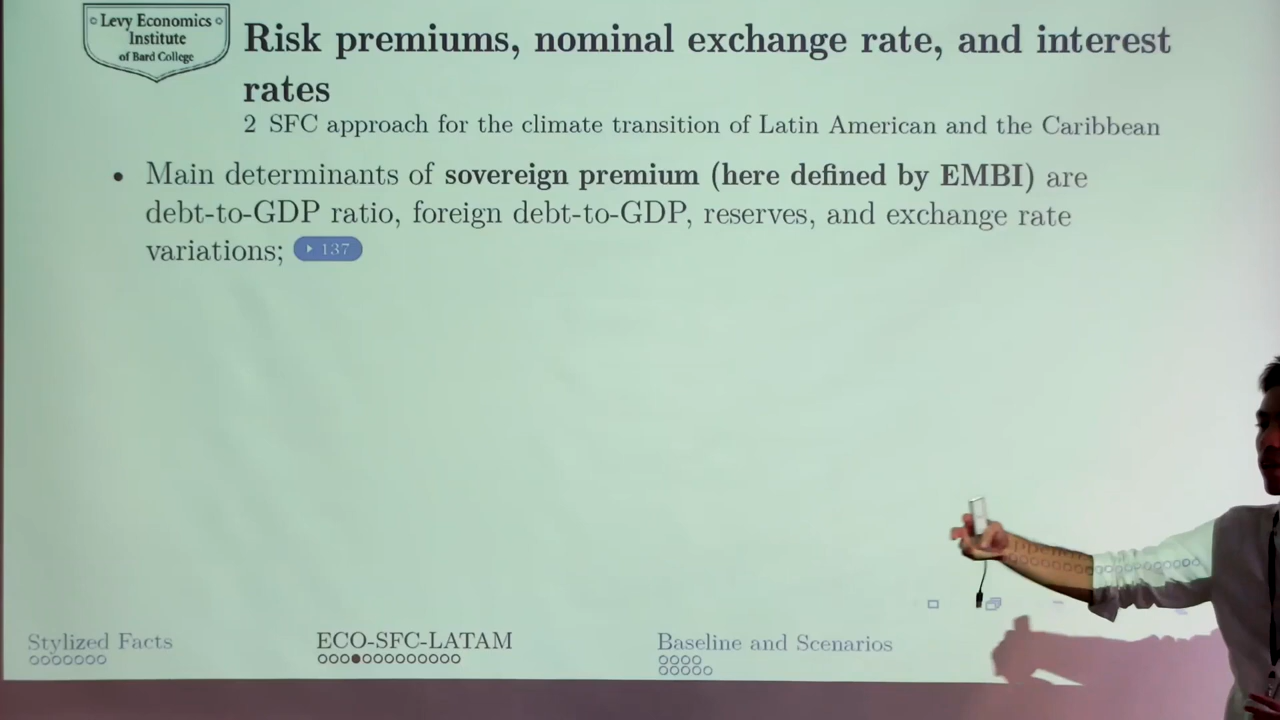 Levy Economics
Institute
of Bard College
Risk premiums, nominal exchange rate, and interest
rates
2 SFC approach for the climate transition of Latin American and the Caribbean
• Main determinants of sovereign premium (here defined by EMBI) are
debt-to-GDP ratio, foreign debt-to-GDP, reserves, and exchange rate
variations; 137
Stylized Facts
ECO-SFC-LATAM
Baseline and Scenarios